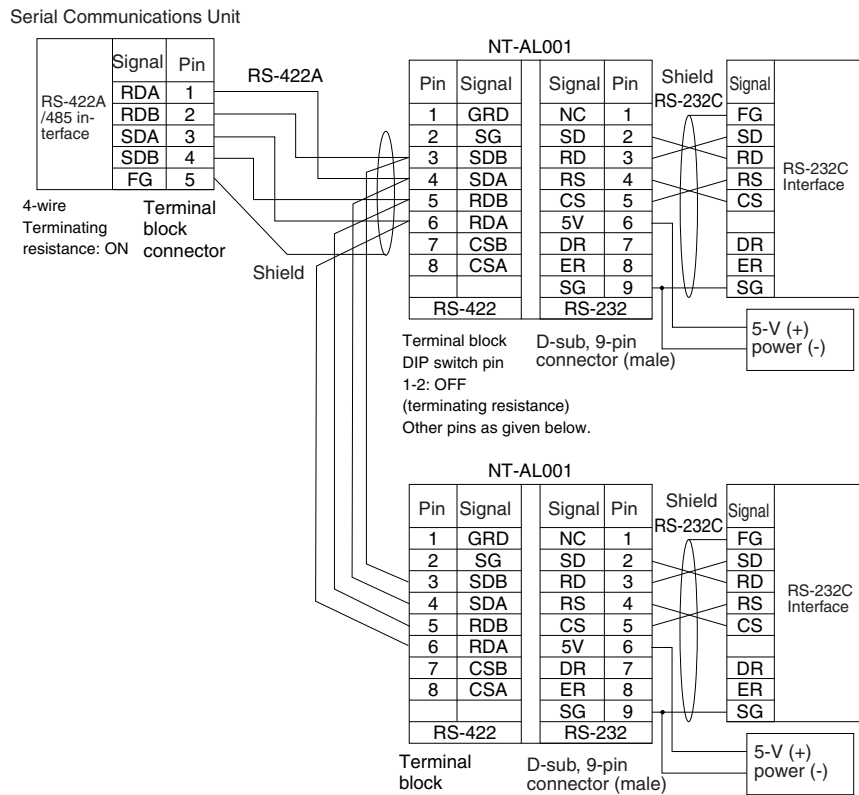 Serial Communications Unit
RS-422A
/485 in-
terface
Signal Pin
RDA 1
RDB 2
SDA 3
SDB 4
FG 5
4-wire
Terminating
resistance: ON
Terminal
block
connector
RS-422A
Shield
NT-AL001
Pin Signal Signal Pin
1 GRD NC 1
2 SG SD 2
3 SDB RD 3
4 SDA RS 4
5 RDB CS 5
6 RDA 5V 6
7 CSB DR 7
8 CSA ER 8
SG 9
RS-422 RS-232
Shield
RS-232C
Signal
FG
SD
RD
RS
CS
DR
ER
SG
RS-232C
Interface
5-V (+)
power (-)
Terminal block
DIP switch pin
1-2: OFF
(terminating resistance)
Other pins as given below.
D-sub, 9-pin
connector (male)
NT-AL001
Pin Signal Signal Pin
1 GRD NC 1
2 SG SD 2
3 SDB RD 3
4 SDA RS 4
5 RDB CS 5
6 RDA 5V 6
7 CSB DR 7
8 CSA ER 8
SG 9
RS-422 RS-232
Shield
RS-232C
Signal
FG
SD
RD
RS
CS
DR
ER
SG
RS-232C
Interface
5-V (+)
power (-)
Terminal
block
D-sub, 9-pin
connector (male)